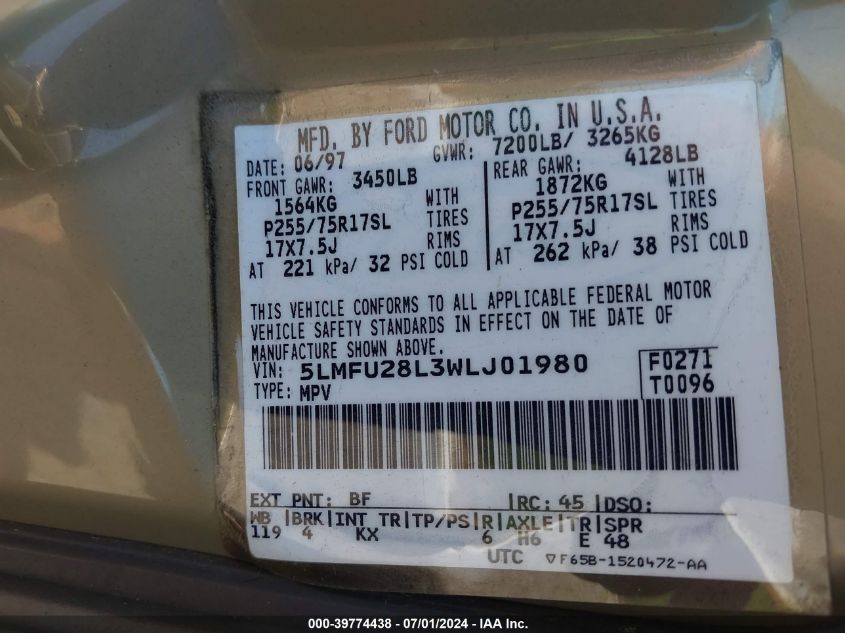 MFD. BY FORD MOTOR CO. IN U.S.A.
DATE: 06/97 GVWR: 7200LB/ 3265KG
FRONT GAWR: 3450LB REAR GAWR: 4128LB
1564KG WITH 1872KG WITH
P255/75R17SL TIRES P255/75R17SL TIRES
17X7.5J RIMS 17X7.5J RIMS
AT 221 kPa/ 32 PSI COLD AT 262 kPa/ 38 PSI COLD
THIS VEHICLE CONFORMS TO ALL APPLICABLE FEDERAL MOTOR
VEHICLE SAFETY STANDARDS IN EFFECT ON THE DATE OF
MANUFACTURE SHOWN ABOVE.
VIN: 5LMFU28L3WLJ01980 F0271
TYPE: MPV T0096
EXT PNT: BF |RC: 45 |DSO:
WB |BRK|INT TR|TP/PS|R|AXLE|TR|SPR
119 4 KX 6 H6 E 48
UTC ▽F65B-1520472-AA
000-39774438 - 07/01/2024 - IAA, Inc.